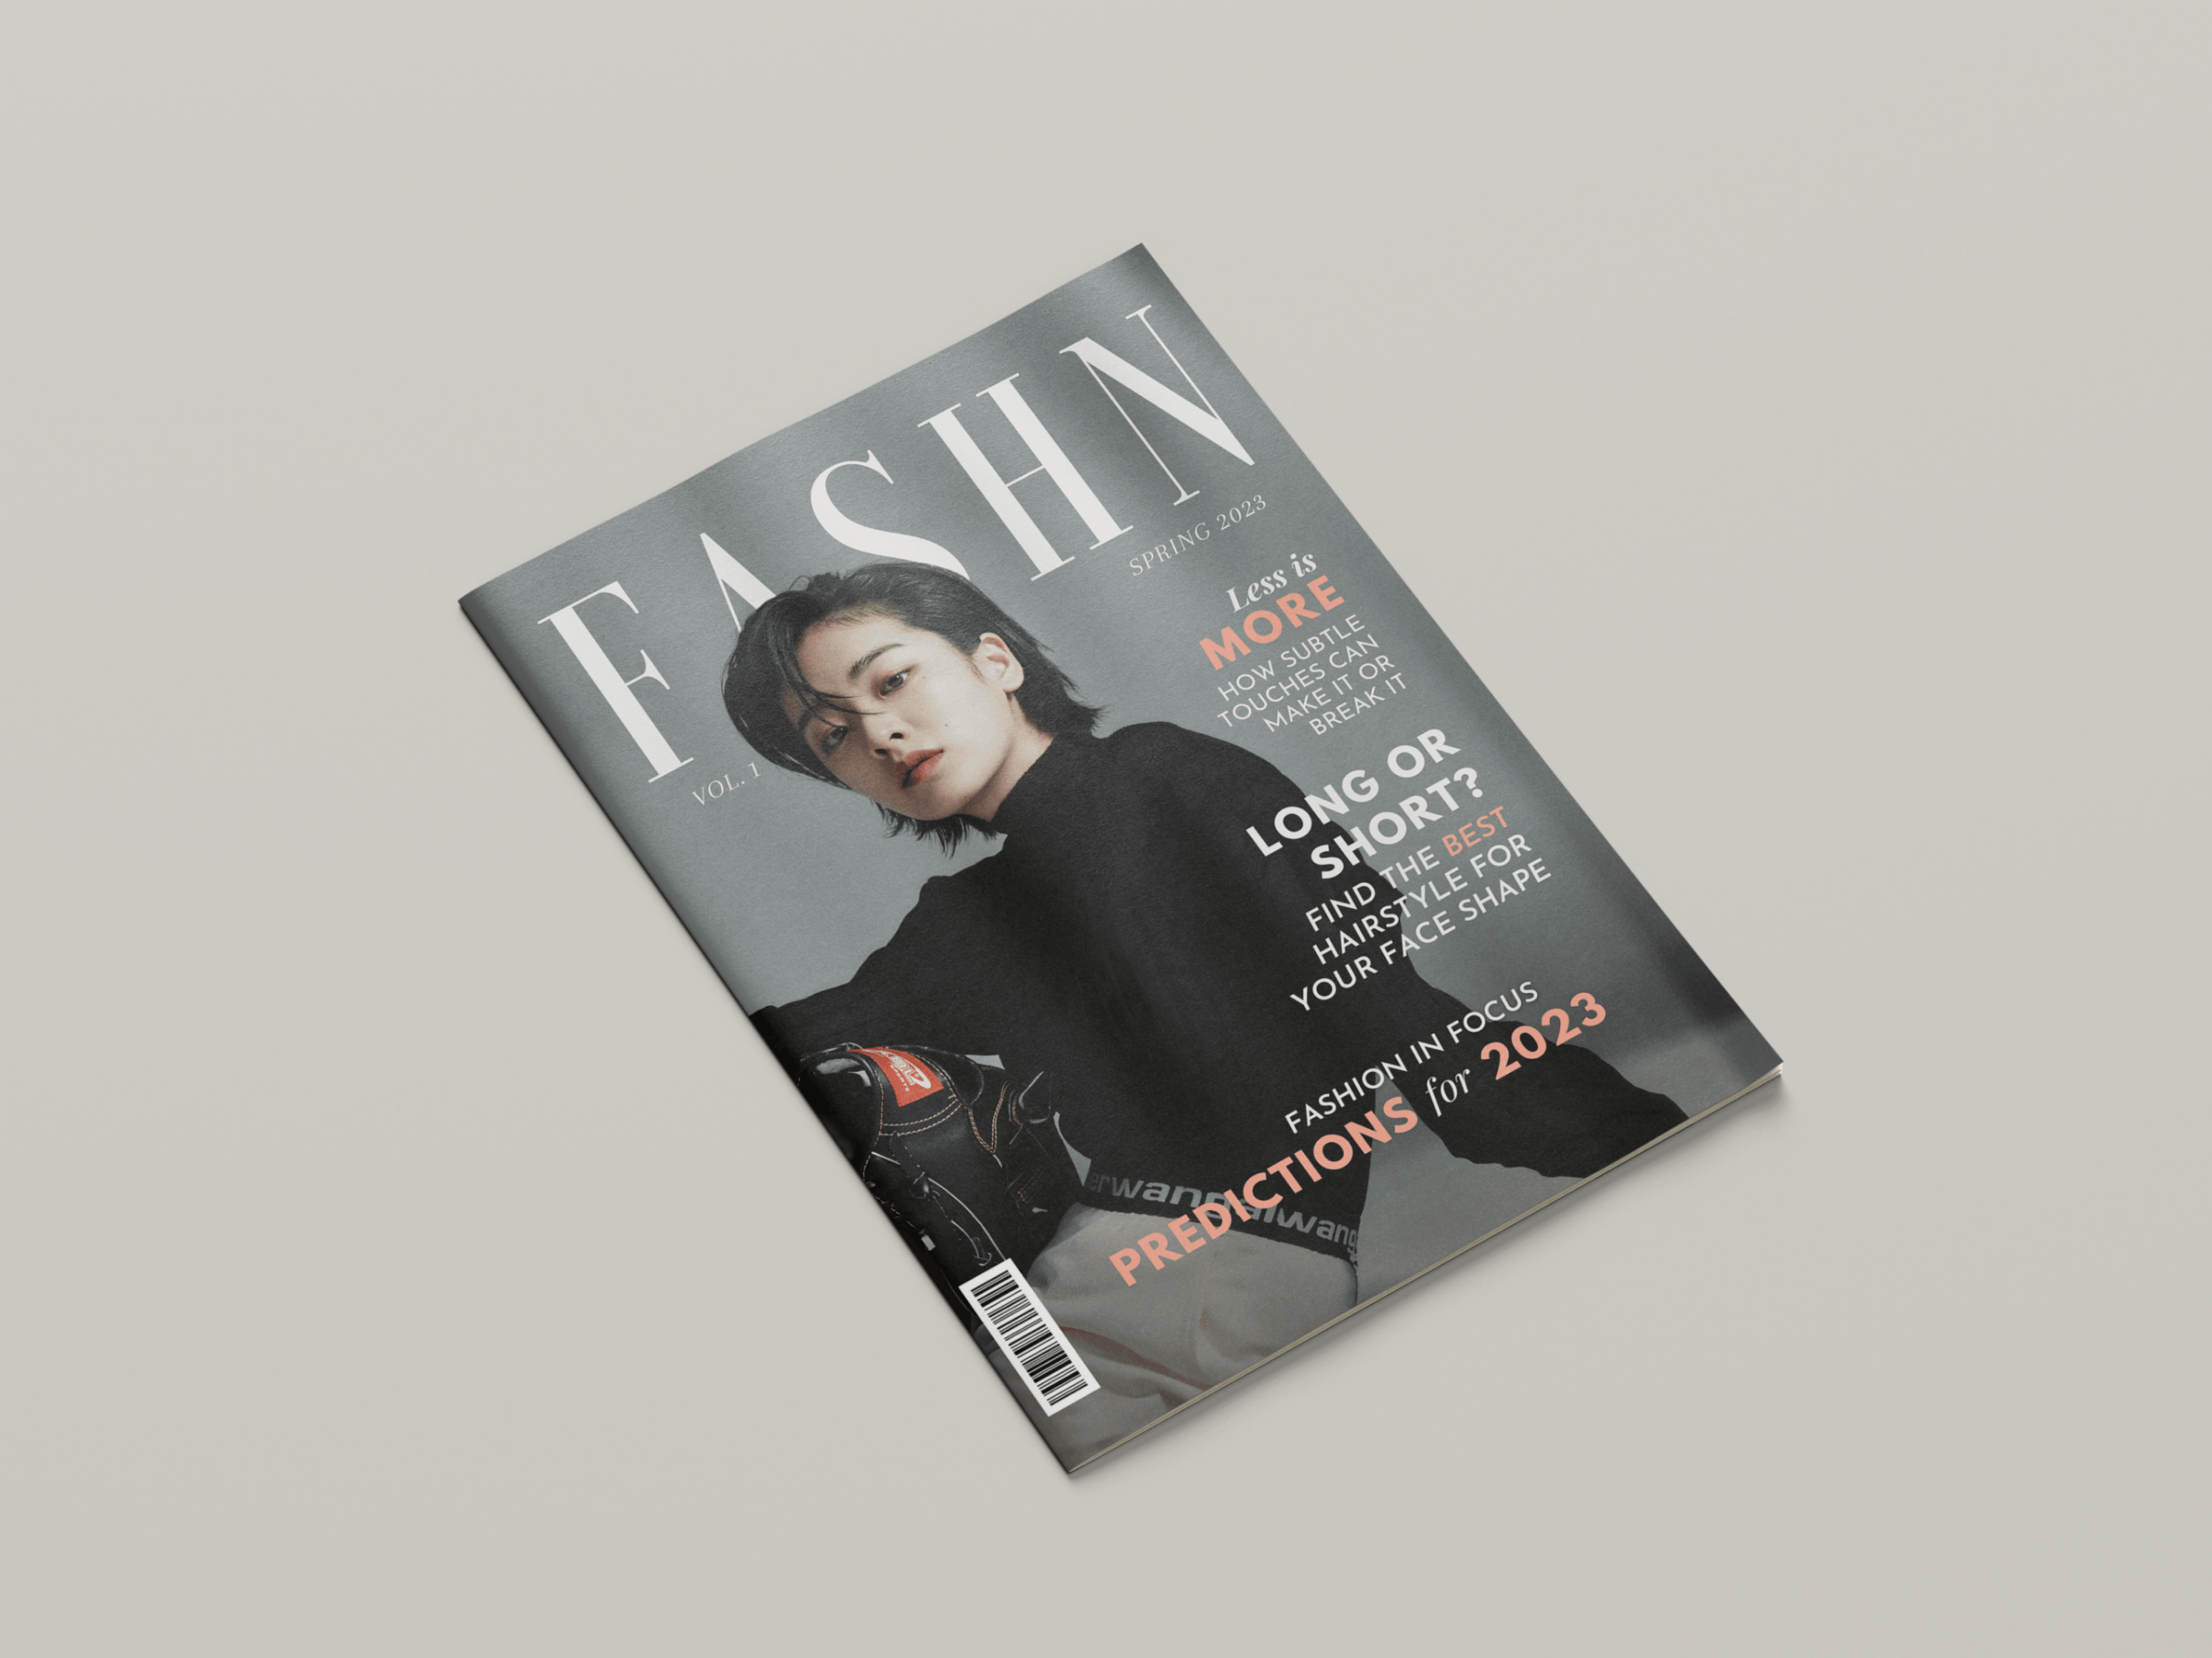 FASHN
VOL. 1
SPRING 2023
Less is
MORE
HOW SUBTLE
TOUCHES CAN
MAKE IT OR
BREAK IT
LONG OR
SHORT?
FIND THE BEST
HAIRSTYLE FOR
YOUR FACE SHAPE
FASHION IN FOCUS
PREDICTIONS for 2023
erwangalwang